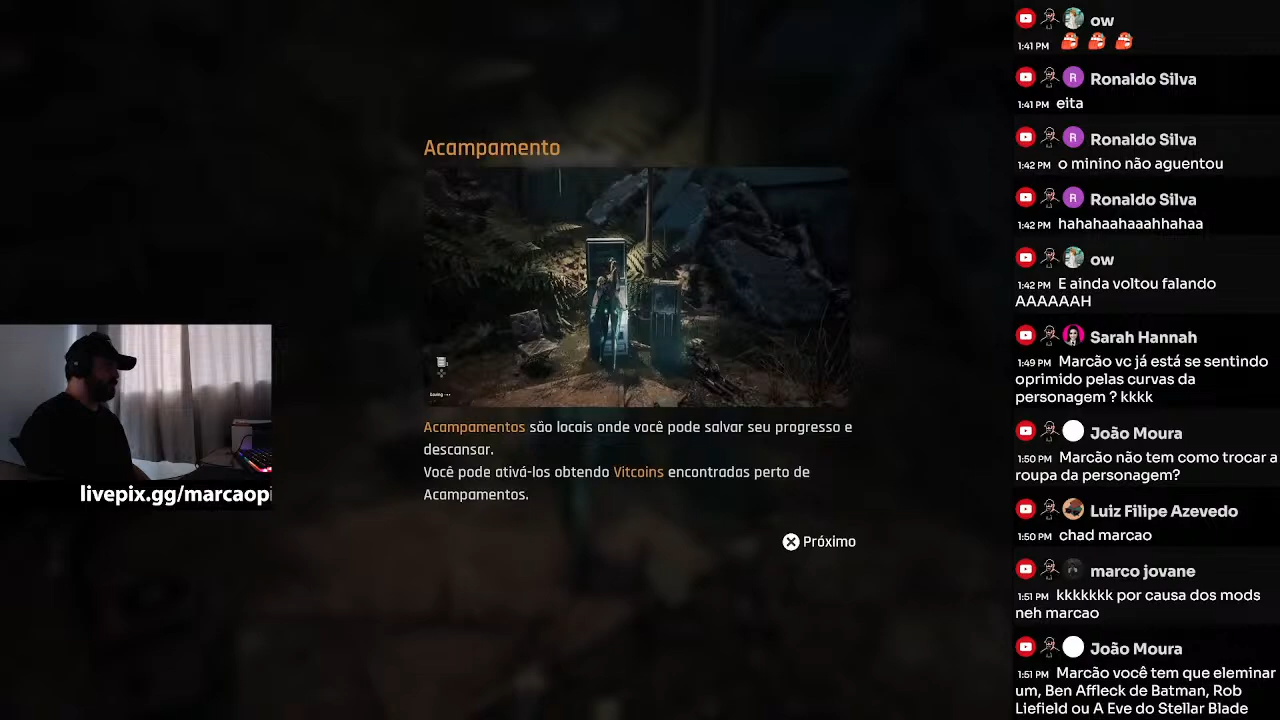 Acampamento
Saving
Acampamentos são locais onde você pode salvar seu progresso e
descansar.
Você pode ativá-los obtendo Vitcoins encontradas perto de
Acampamentos.
Próximo
livepix.gg/marcaopi
ow
1:41 PM
R Ronaldo Silva
1:41 PM eita
R Ronaldo Silva
1:42 PM o minino não aguentou
R Ronaldo Silva
1:42 PM hahahaahaaahhahaa
ow
1:42 PM E ainda voltou falando
AAAAAAH
Sarah Hannah
1:49 PM Marcão vc já está se sentindo
oprimido pelas curvas da
personagem ? kkkk
João Moura
1:50 PM Marcão não tem como trocar a
roupa da personagem?
Luiz Filipe Azevedo
1:50 PM chad marcao
marco jovane
1:51 PM kkkkkkk por causa dos mods
neh marcao
João Moura
1:51 PM Marcão você tem que eleminar
um, Ben Affleck de Batman, Rob
Liefield ou A Eve do Stellar Blade